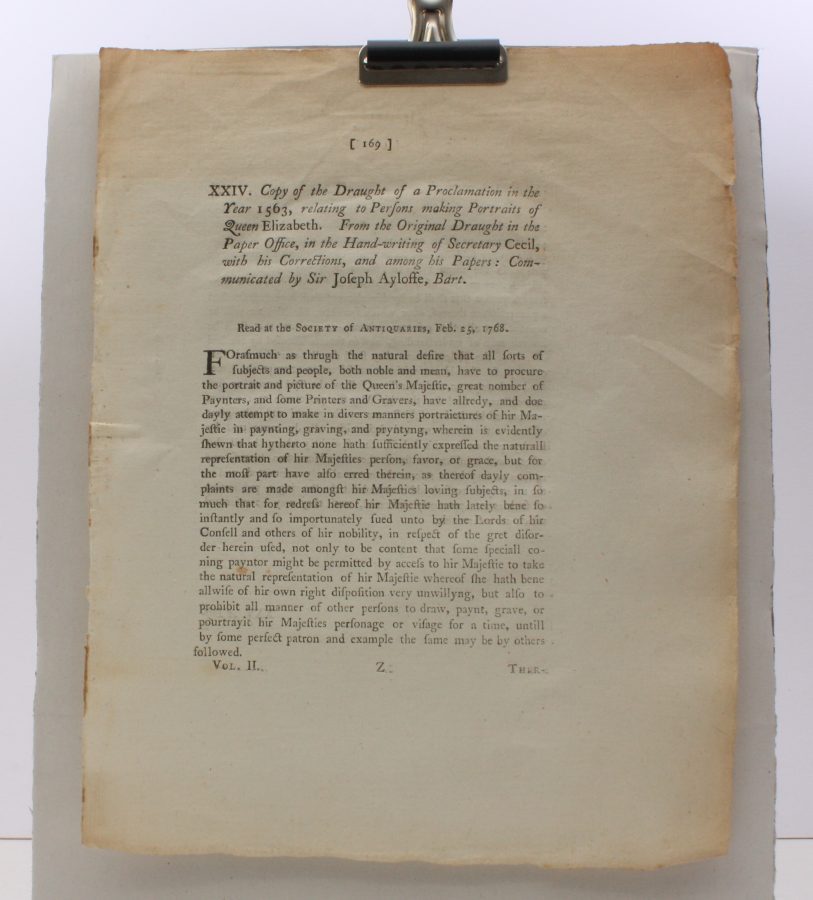 [ 169 ]
XXIV. Copy of the Draught of a Proclamation in the
Year 1563, relating to Perſons making Portraits of
Queen Elizabeth. From the Original Draught in the
Paper Office, in the Hand-writing of Secretary Cecil,
with his Corrections, and among his Papers: Com-
municated by Sir Joſeph Ayloffe, Bart.
Read at the SOCIETY of ANTIQUARIES, Feb. 25, 1768.
FOraſmuch as thrugh the natural deſire that all ſorts of
ſubjects and people, both noble and mean, have to procure
the portrait and picture of the Queen's Majeſtie, great nomber of
Paynters, and ſome Printers and Gravers, have allredy, and doe
dayly attempt to make in divers manners portraietures of hir Ma-
jeſtie in paynting, graving, and pryntyng, wherein is evidently
ſhewn that hytherto none hath ſufficiently expreſſed the naturall
repreſentation of hir Majeſties perſon, favor, or grace, but for
the moſt part have alſo erred therein, as thereof dayly com-
plaints are made amongſt hir Majeſties loving ſubjects, in ſo
much that for redreſs hereof hir Majeſtie hath lately bene ſo
inſtantly and ſo importunately ſued unto by the Lords of hir
Conſell and others of hir nobility, in reſpect of the gret diſor-
der herein uſed, not only to be content that ſome ſpeciall co-
ning payntor might be permitted by acceſs to hir Majeſtie to take
the natural repreſentation of hir Majeſtie whereof ſhe hath bene
allwiſe of hir own right diſpoſition very unwillyng, but alſo to
prohibit all manner of other perſons to draw, paynt, grave, or
pourtrayit hir Majeſties perſonage or viſage for a time, untill
by ſome perfect patron and example the ſame may be by others
followed.
VOL. II. Z THER-